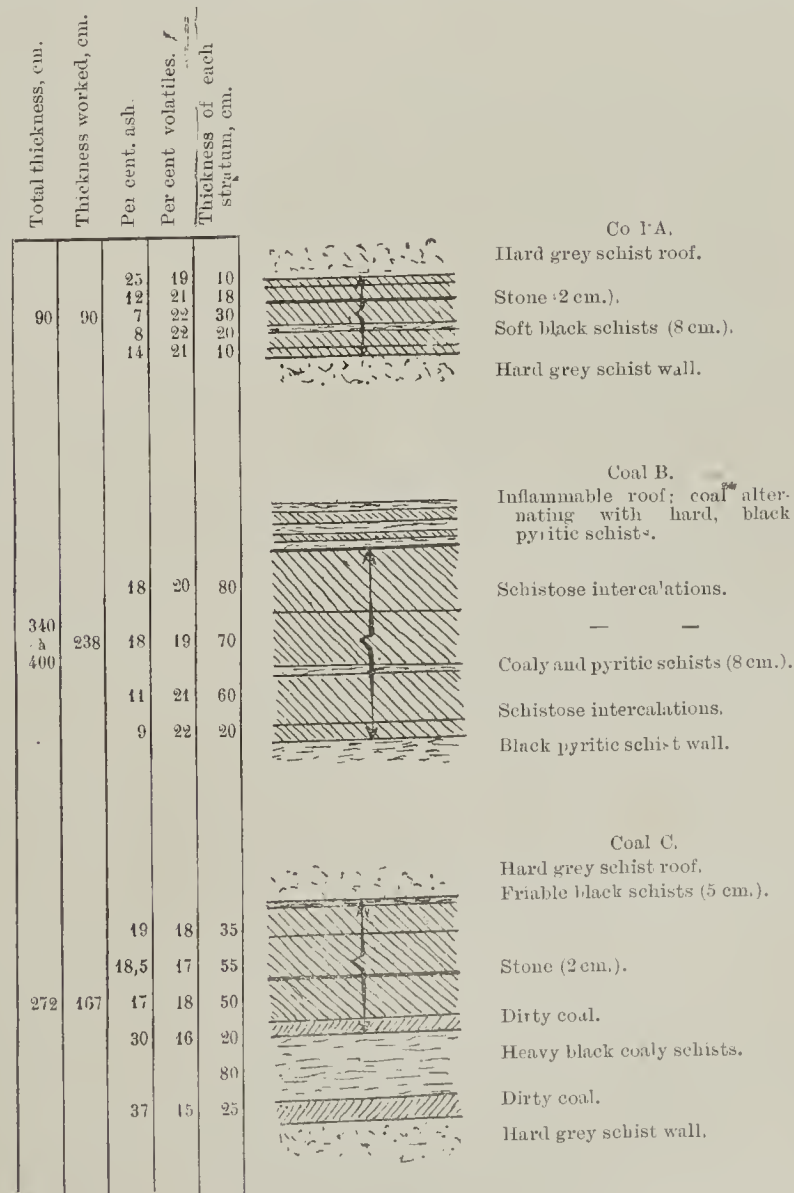 Total thickness, cm.
Thickness worked, cm.
Per cent. ash.
Per cent volatiles.
Thickness of each
stratum, cm.
Co l A.
Hard grey schist roof.
25 19 10
12 21 18
Stone (2 cm.).
90 90 7 22 30
8 22 20
Soft black schists (8 cm.).
14 21 10
Hard grey schist wall.
Coal B.
Inflammable roof; coal alter-
nating with hard, black
pyritic schists.
18 20 80
Schistose intercalations.
340
à
400
238 18 19 70
— —
Coaly and pyritic schists (8 cm.).
11 21 60
Schistose intercalations.
9 22 20
Black pyritic schist wall.
Coal C.
Hard grey schist roof.
Friable black schists (5 cm.).
19 18 35
18,5 17 55
Stone (2 cm.).
272 167 17 18 50
Dirty coal.
30 16 20
Heavy black coaly schists.
80
37 15 25
Dirty coal.
Hard grey schist wall.